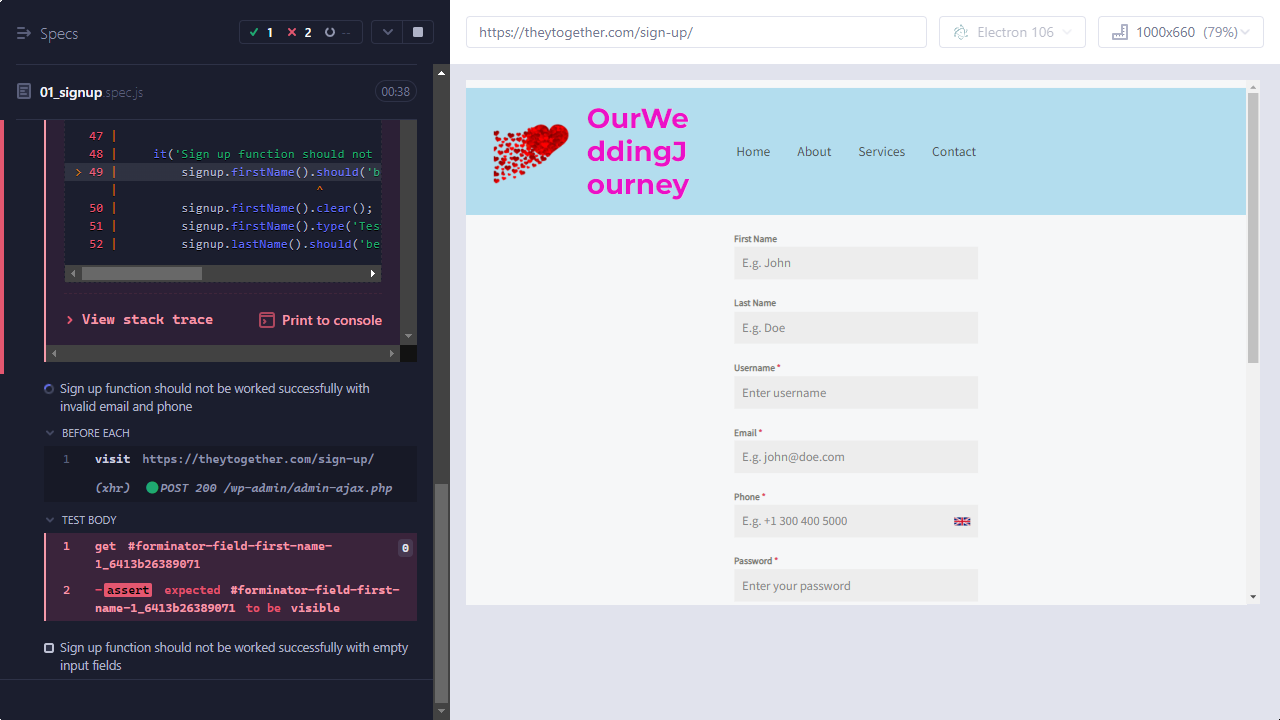 Specs
1
2
--
https://theytogether.com/sign-up/
Electron 106
1000x660 (79%)
01_signup.spec.js
00:38
47 |
48 | it('Sign up function should not
> 49 | signup.firstName().should('b
| ^
50 | signup.firstName().clear();
51 | signup.firstName().type('Tes
52 | signup.lastName().should('be
> View stack trace
Print to console
Sign up function should not be worked successfully with
invalid email and phone
BEFORE EACH
1 visit https://theytogether.com/sign-up/
(xhr) POST 200 /wp-admin/admin-ajax.php
TEST BODY
1 get #forminator-field-first-name-
1_6413b26389071
0
2 -assert expected #forminator-field-first-
name-1_6413b26389071 to be visible
Sign up function should not be worked successfully with empty
input fields
OurWe
ddingJ
ourney
Home About Services Contact
First Name
E.g. John
Last Name
E.g. Doe
Username *
Enter username
Email *
E.g. john@doe.com
Phone *
E.g. +1 300 400 5000
Password *
Enter your password